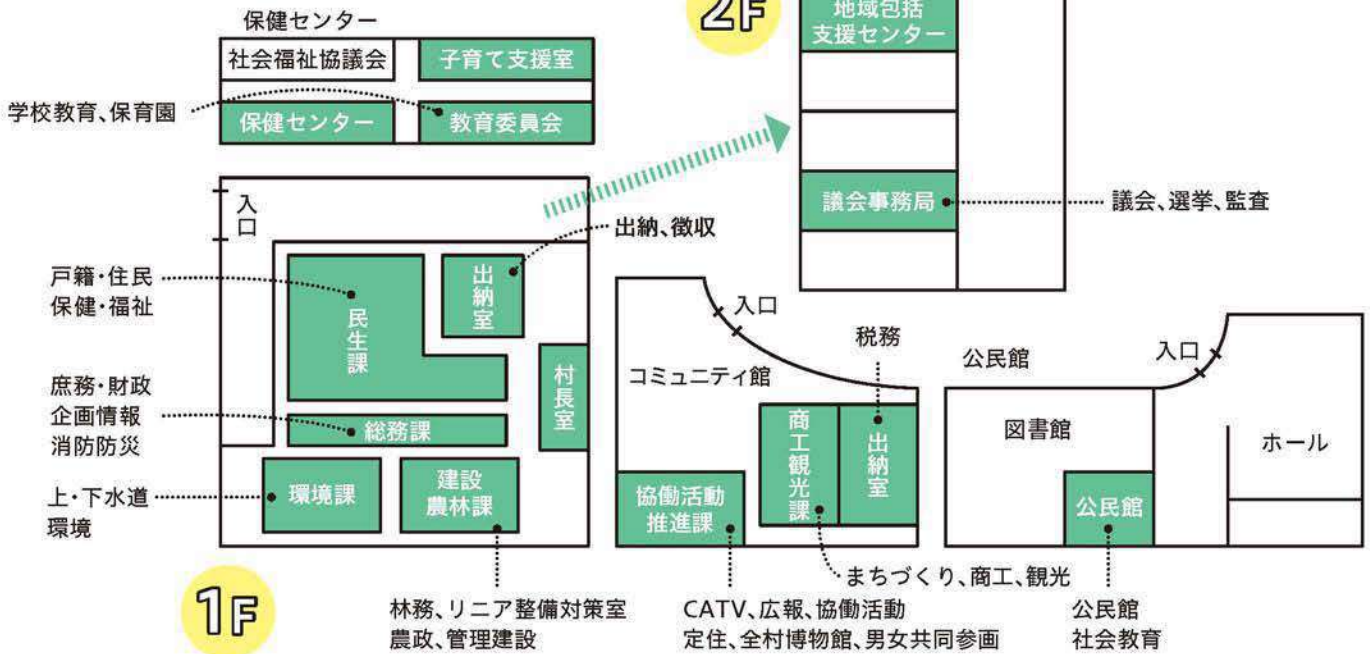 保健センター
社会福祉協議会
子育て支援室
学校教育、保育園
保健センター
教育委員会
2F
地域包括
支援センター
議会事務局
議会、選挙、監査
入口
出納、徴収
戸籍・住民
保健・福祉
民生課
出納室
庶務・財政
企画情報
消防防災
総務課
村長室
上・下水道
環境
環境課
建設
農林課
1F
林務、リニア整備対策室
農政、管理建設
入口
コミュニティ館
税務
商工観光課
出納室
協働活動
推進課
まちづくり、商工、観光
CATV、広報、協働活動
定住、全村博物館、男女共同参画
公民館
入口
図書館
ホール
公民館
公民館
社会教育